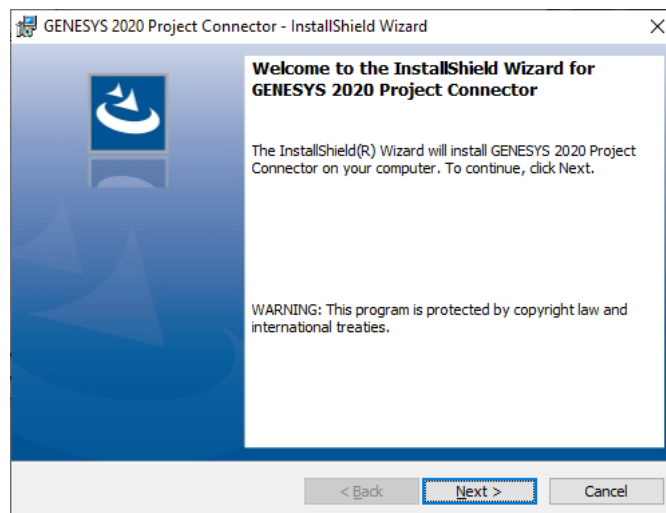 GENESYS 2020 Project Connector - InstallShield Wizard
Welcome to the InstallShield Wizard for
GENESYS 2020 Project Connector
The InstallShield(R) Wizard will install GENESYS 2020 Project
Connector on your computer. To continue, click Next.
WARNING: This program is protected by copyright law and
international treaties.
< Back
Next >
Cancel